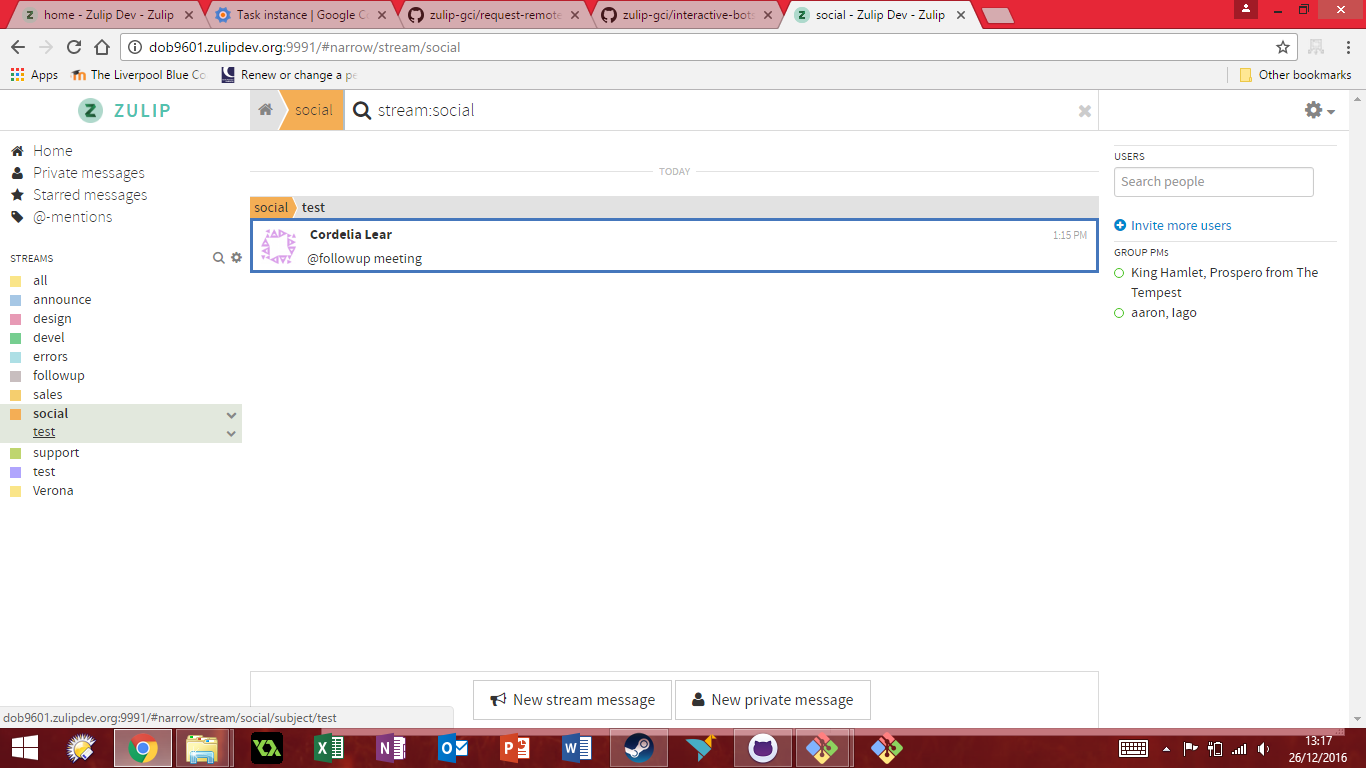 home - Zulip Dev - Zulip
Task instance | Google C
zulip-gci/request-remote
zulip-gci/interactive-bots
social - Zulip Dev - Zulip
dob9601.zulipdev.org:9991/#narrow/stream/social
Apps
The Liverpool Blue Co
Renew or change a pe
Other bookmarks
Z ZULIP
social
stream:social
Home
Private messages
Starred messages
@-mentions
STREAMS
all
announce
design
devel
errors
followup
sales
social
test
support
test
Verona
TODAY
social test
Cordelia Lear 1:15 PM
@followup meeting
USERS
Search people
Invite more users
GROUP PMs
King Hamlet, Prospero from The
Tempest
aaron, Iago
New stream message
New private message
dob9601.zulipdev.org:9991/#narrow/stream/social/subject/test
13:17
26/12/2016